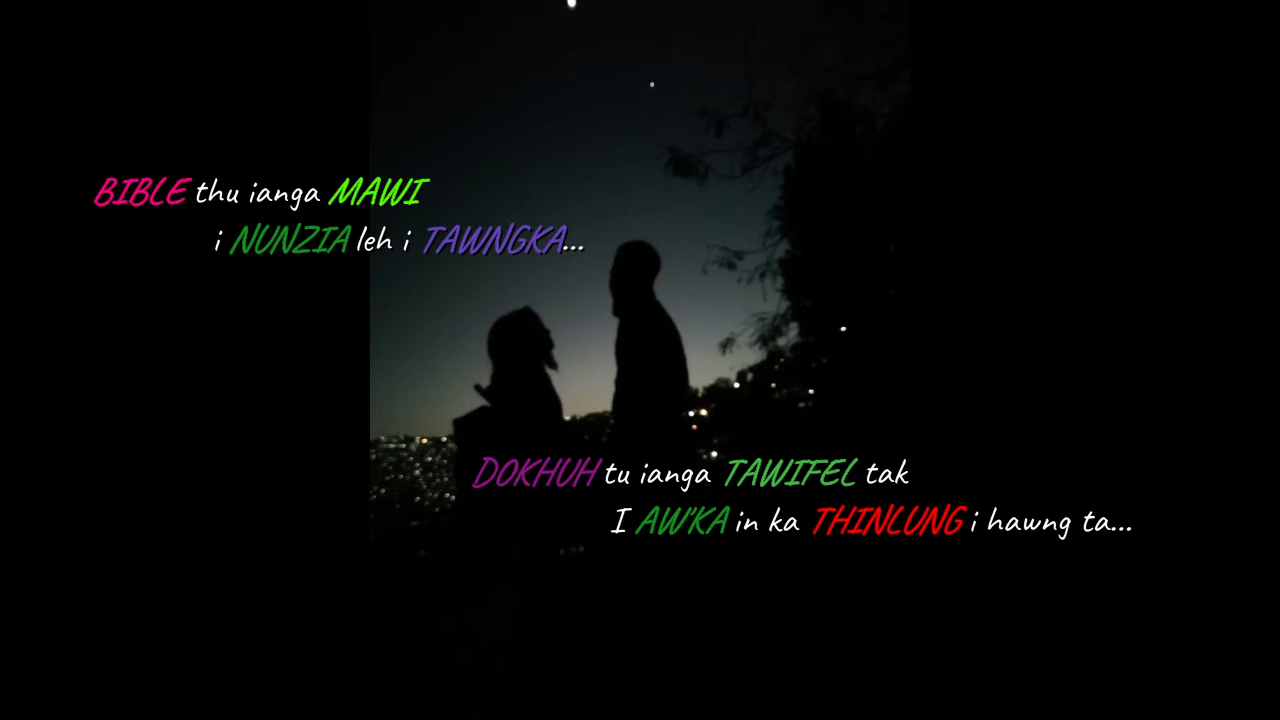 BIBLE thu ianga MAWI
i NUNZIA leh i TAWNGKA...
DOKHUH tu ianga TAWIFEL tak
I AW'KA in ka THINLUNG i hawng ta...